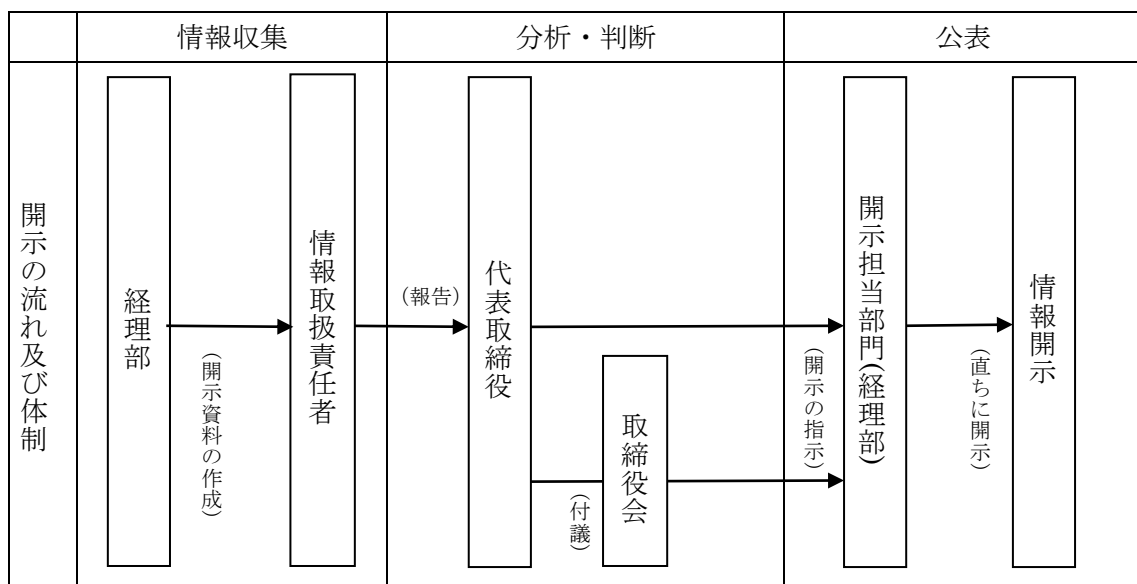 情報収集
分析・判断
公表
開示の流れ及び体制
経理部
(開示資料の作成)
情報取扱責任者
(報告)
代表取締役
(付議)
取締役会
(開示の指示)
開示担当部門(経理部)
(直ちに開示)
情報開示